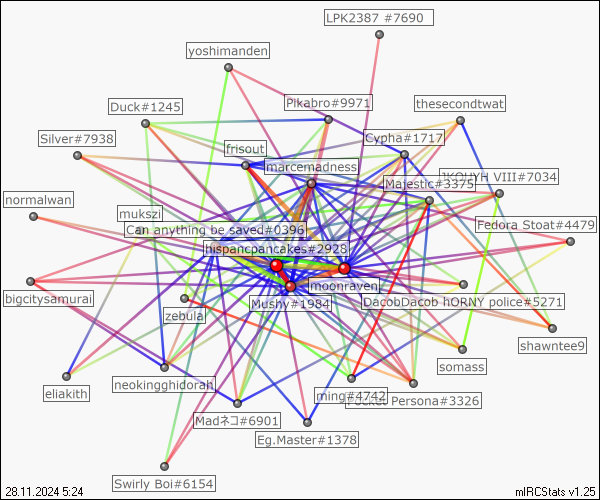 LPK2387 #7690
yoshimanden
Pikabro#9971
thesecondtwat
Duck#1245
Cypha#1717
Silver#7938
frisout
marcemadness
VIII#7034
Majestic#3375
normalwan
mukszi
Can anything be saved#0396
Fedora Stoat#4479
hispancpancakes#2928
moonraven
bigcitysamurai
Mushy#1984
DacobDacob hORNY police#5271
zebula
shawntee9
somass
eliakith
neokingghidorah
ming#4742
Persona#3326
Madネコ#6901
Eg.Master#1378
Swirly Boi#6154
28.11.2024 5:24
mIRCStats v1.25